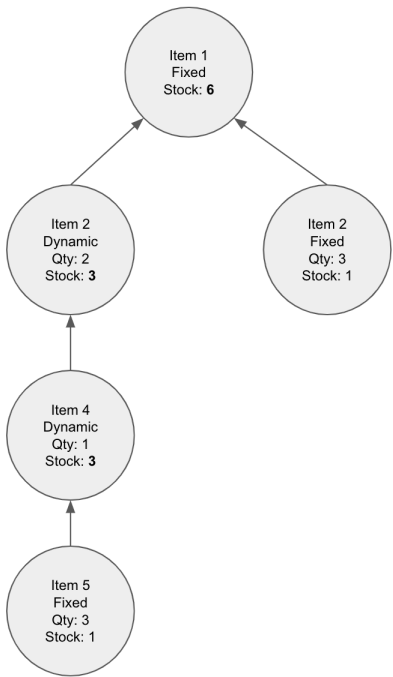 Item 1
Fixed
Stock: 6
Item 2
Dynamic
Qty: 2
Stock: 3
Item 2
Fixed
Qty: 3
Stock: 1
Item 4
Dynamic
Qty: 1
Stock: 3
Item 5
Fixed
Qty: 3
Stock: 1